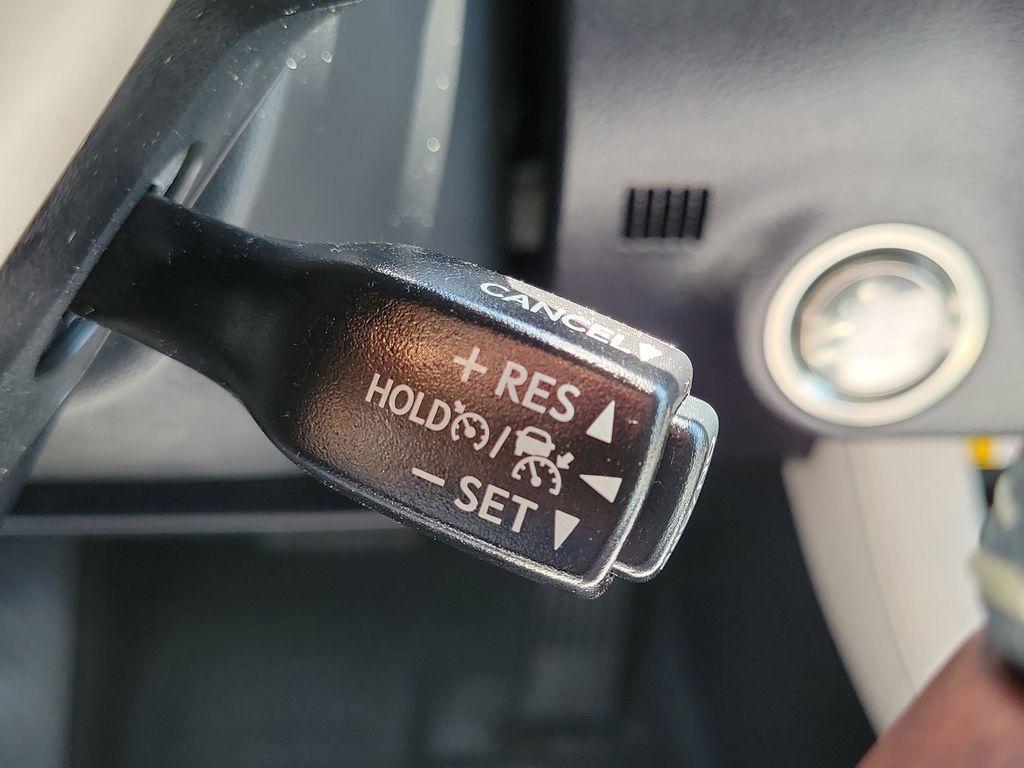 CANCEL
+ RES
HOLD /
− SET